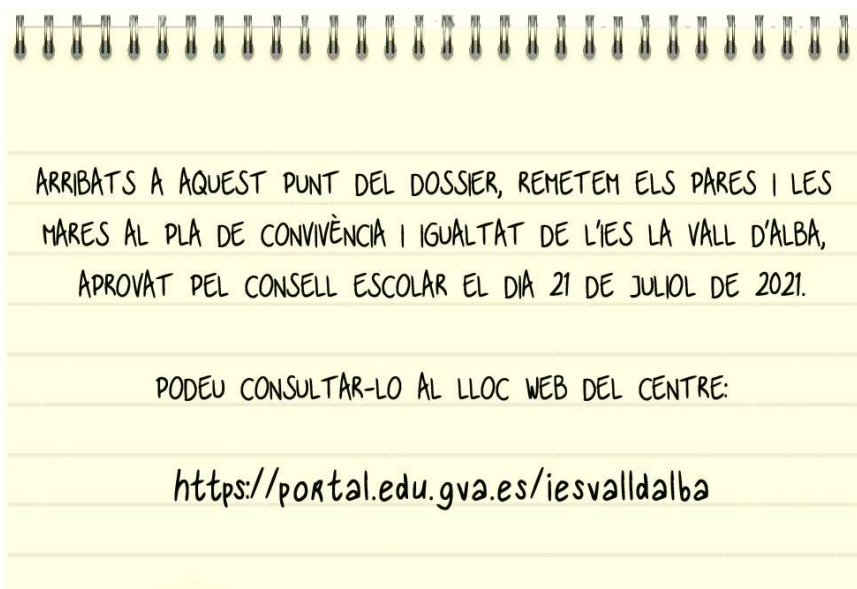 ARRIBATS A AQUEST PUNT DEL DOSSIER, REMETEM ELS PARES I LES
MARES AL PLA DE CONVIVÈNCIA I IGUALTAT DE L'IES LA VALL D'ALBA,
APROVAT PEL CONSELL ESCOLAR EL DIA 21 DE JULIOL DE 2021.
PODEU CONSULTAR-LO AL LLOC WEB DEL CENTRE:
https://portal.edu.gva.es/iesvalldalba